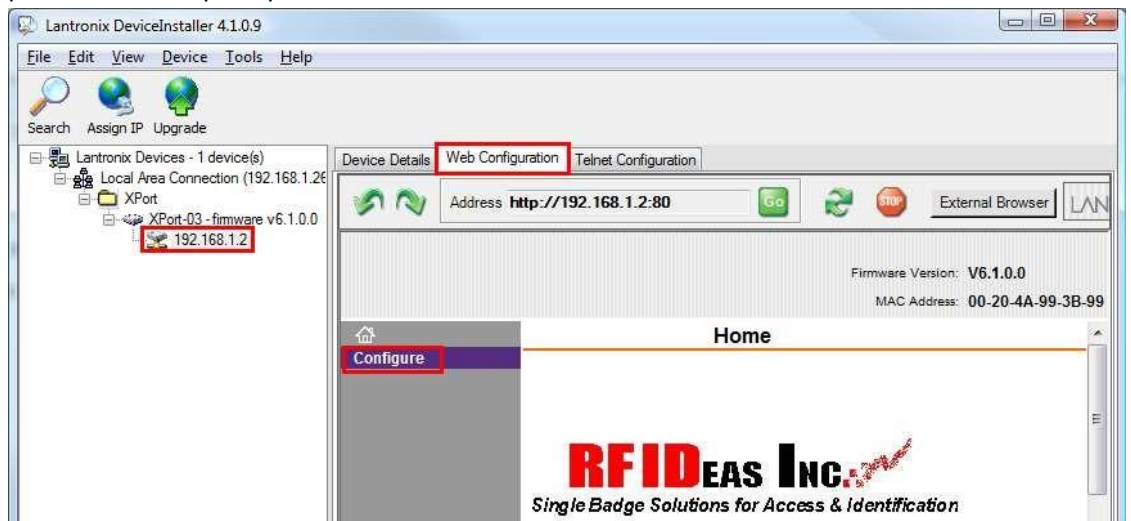 Lantronix DeviceInstaller 4.1.0.9
File Edit View Device Tools Help
Search Assign IP Upgrade
Lantronix Devices - 1 device(s)
Local Area Connection (192.168.1.26
XPort
XPort-03 - firmware v6.1.0.0
192.168.1.2
Device Details Web Configuration Telnet Configuration
Address http://192.168.1.2:80 Go STOP External Browser LAN
Firmware Version: V6.1.0.0
MAC Address: 00-20-4A-99-3B-99
Home
Configure
RFIDEAS INC.
Single Badge Solutions for Access & Identification